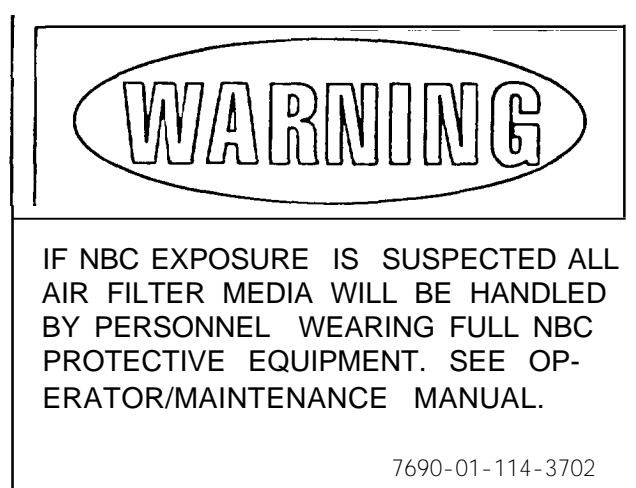 WARNING
IF NBC EXPOSURE IS SUSPECTED ALL
AIR FILTER MEDIA WILL BE HANDLED
BY PERSONNEL WEARING FULL NBC
PROTECTIVE EQUIPMENT. SEE OP-
ERATOR/MAINTENANCE MANUAL.
7690-01-114-3702